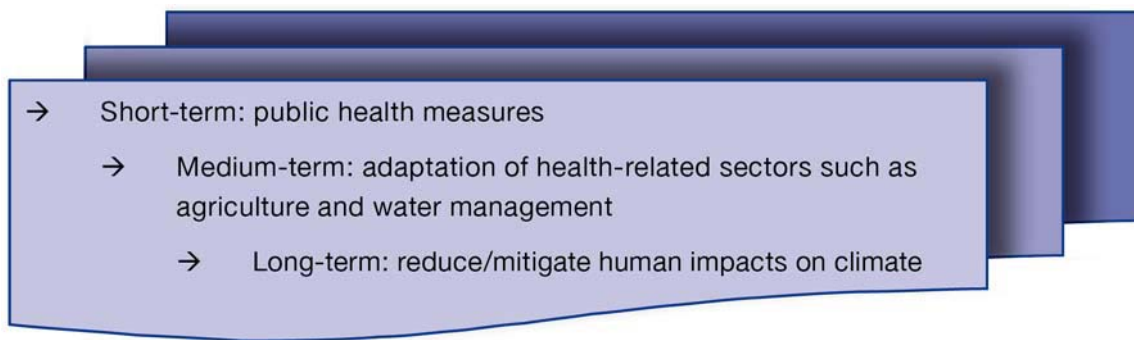 → Short-term: public health measures
→ Medium-term: adaptation of health-related sectors such as
agriculture and water management
→ Long-term: reduce/mitigate human impacts on climate